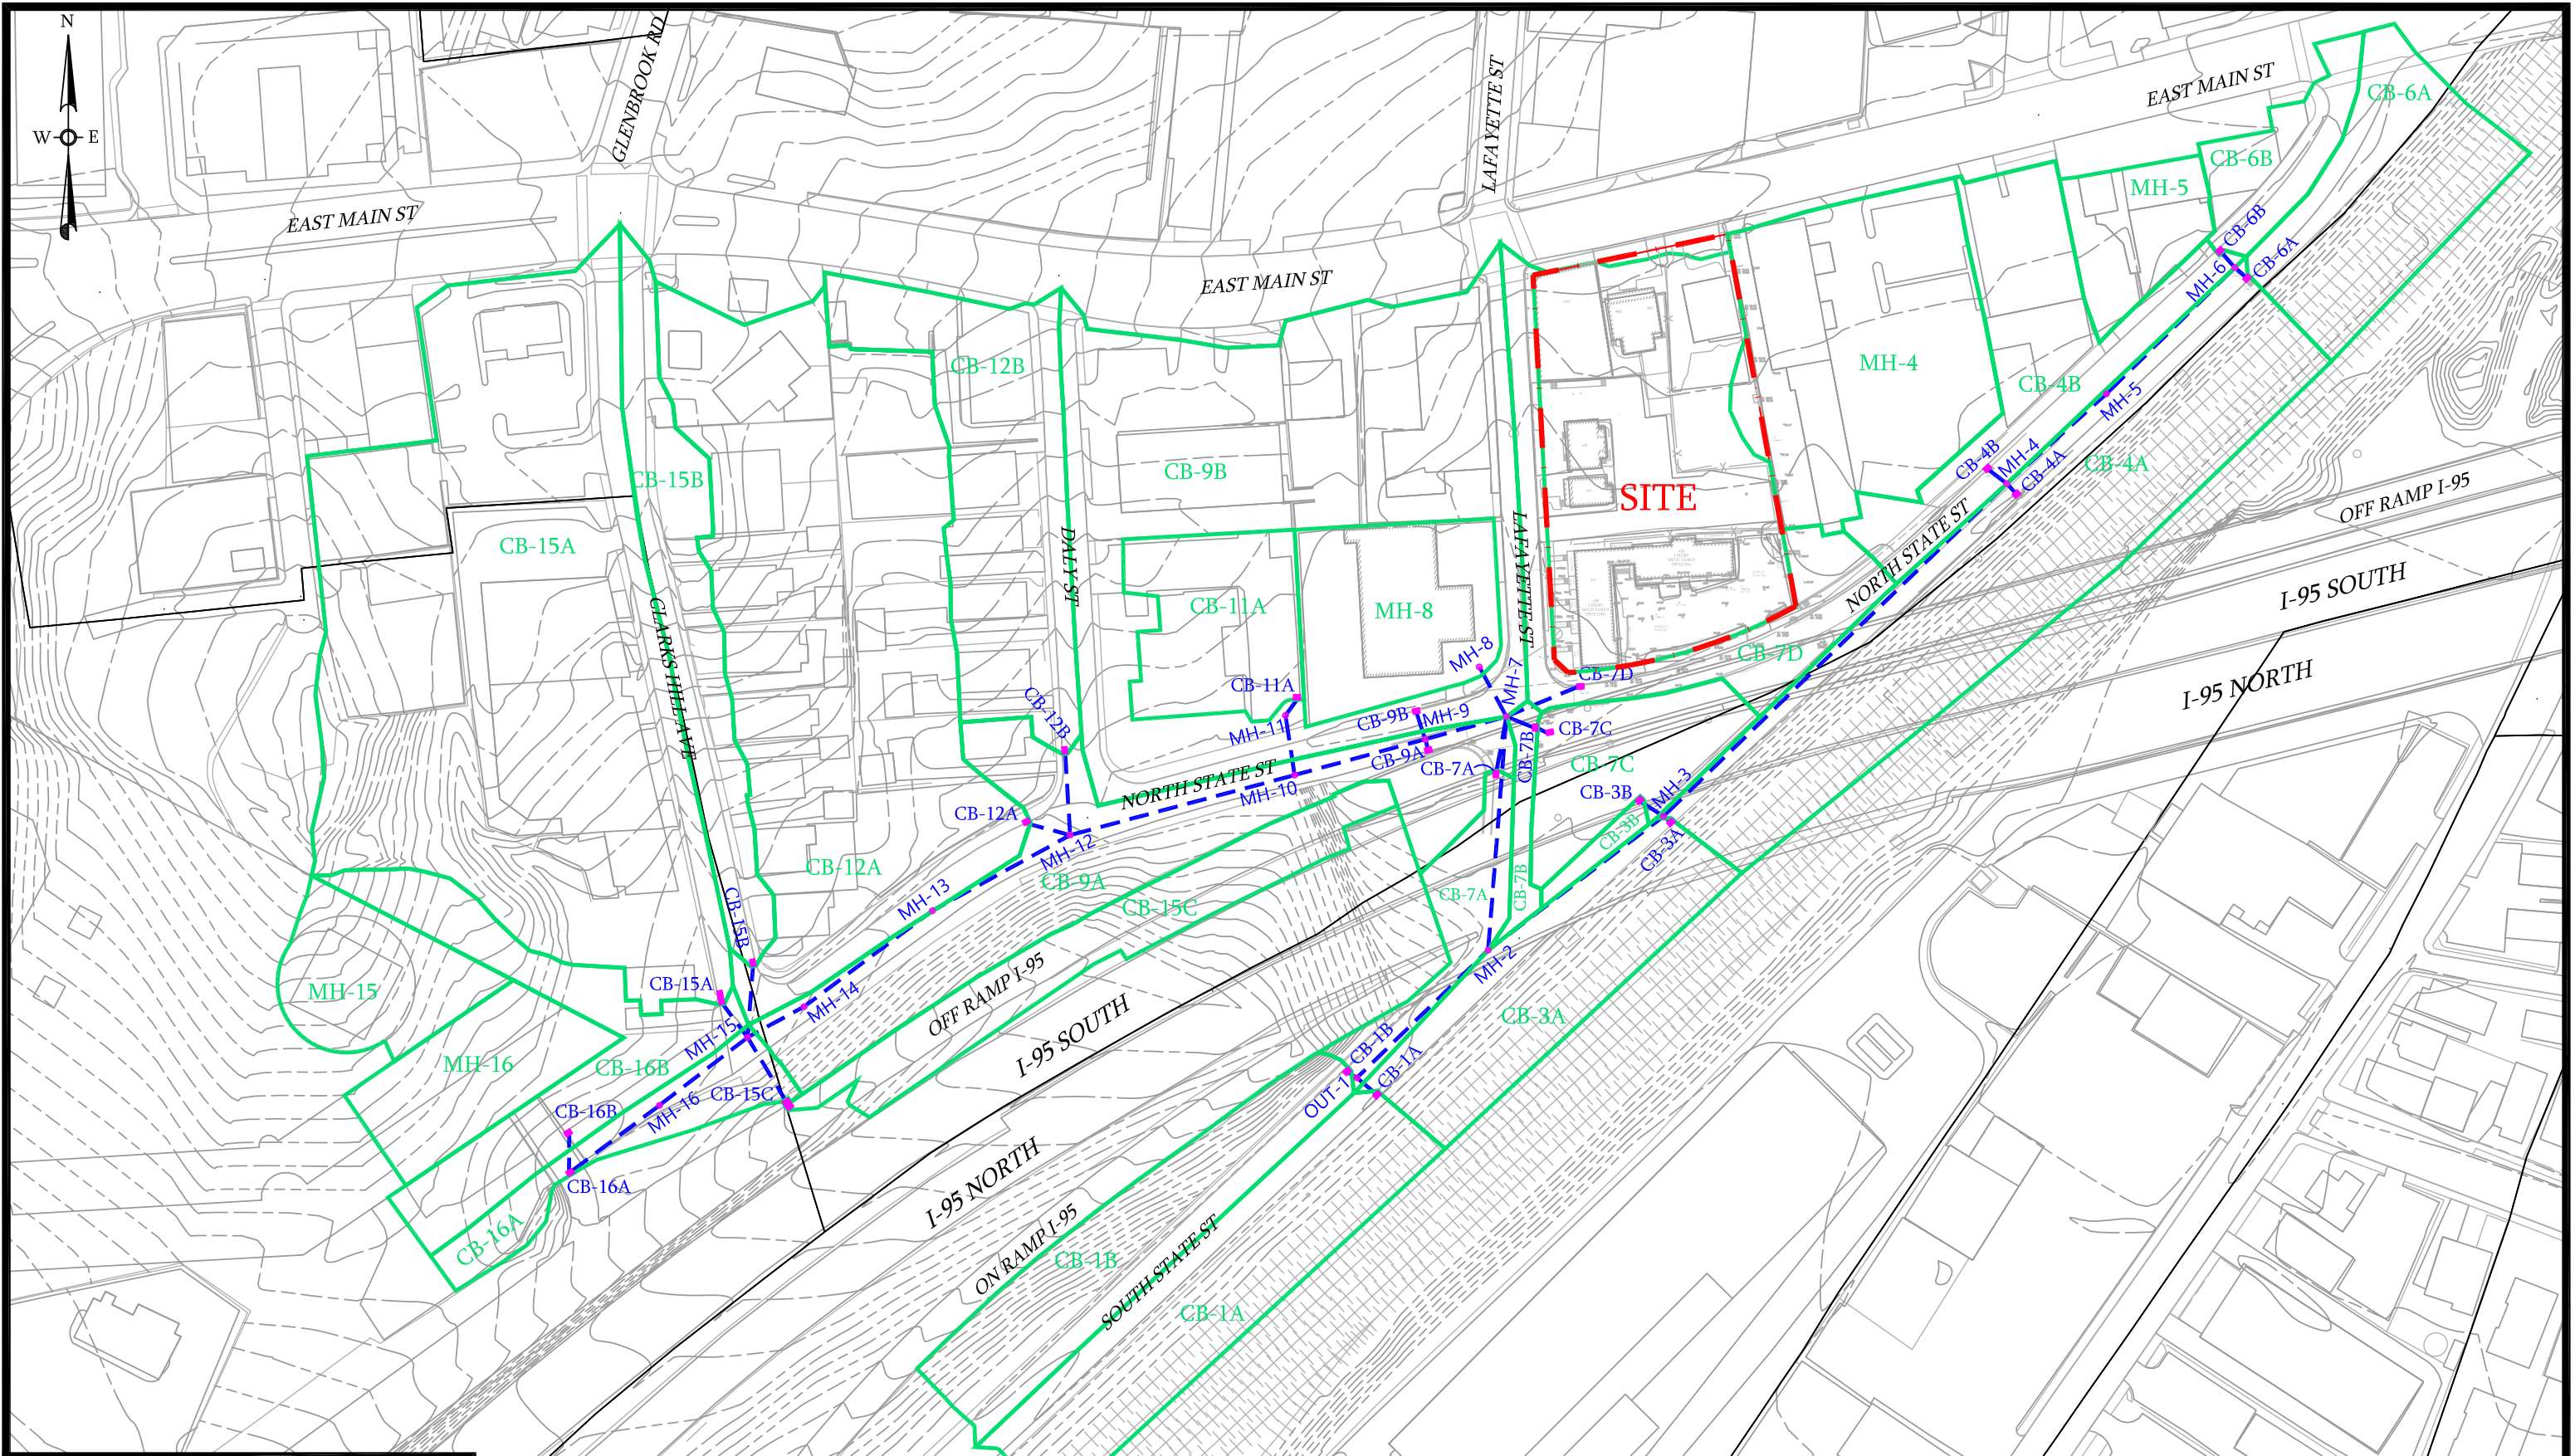 N
W
E
GLENBROOK RD
LAFAYETTE ST
EAST MAIN ST
CB-6A
CB-6B
MH-5
EAST MAIN ST
EAST MAIN ST
CB-6B
CB-6A
MH-6
CB-12B
MH-4
CB-4B
MH-5
CB-15B
CB-9B
SITE
CB-4B
MH-4
CB-4A
CB-4A
OFF RAMP I-95
CB-15A
DALY ST
LAFAYETTE ST
NORTH STATE ST
I-95 SOUTH
CB-11A
MH-8
CLARKS HILL AVE
MH-8
CB-7D
I-95 NORTH
CB-12B
CB-11A
MH-7
CB-7D
MH-11
CB-9B
MH-9
CB-7C
CB-9A
CB-7A
CB-7B
CB-7C
NORTH STATE ST
MH-10
CB-3B
MH-3
CB-12A
CB-3B
CB-3A
MH-12
CB-12A
CB-9A
MH-13
CB-15C
CB-7A
CB-7B
CB-15B
MH-2
MH-15
CB-15A
MH-14
OFF RAMP I-95
I-95 SOUTH
CB-3A
MH-15
MH-16
CB-16B
CB-15C
CB-1B
CB-1A
OUT-1
CB-16B
MH-16
CB-16A
I-95 NORTH
CB-16A
ON RAMP I-95
CB-1B
SOUTH STATE ST
CB-1A